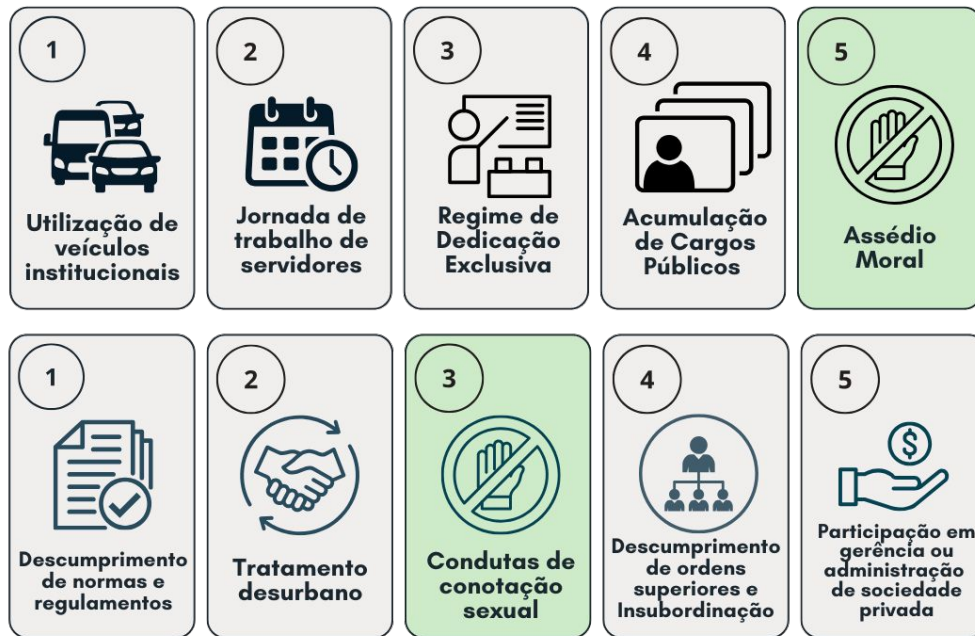 1
Utilização de
veículos
institucionais
2
Jornada de
trabalho de
servidores
3
Regime de
Dedicação
Exclusiva
4
Acumulação
de Cargos
Públicos
5
Assédio
Moral
1
Descumprimento
de normas e
regulamentos
2
Tratamento
desurbano
3
Condutas de
conotação
sexual
4
Descumprimento
de ordens
superiores e
Insubordinação
5
$
Participação em
gerência ou
administração
de sociedade
privada